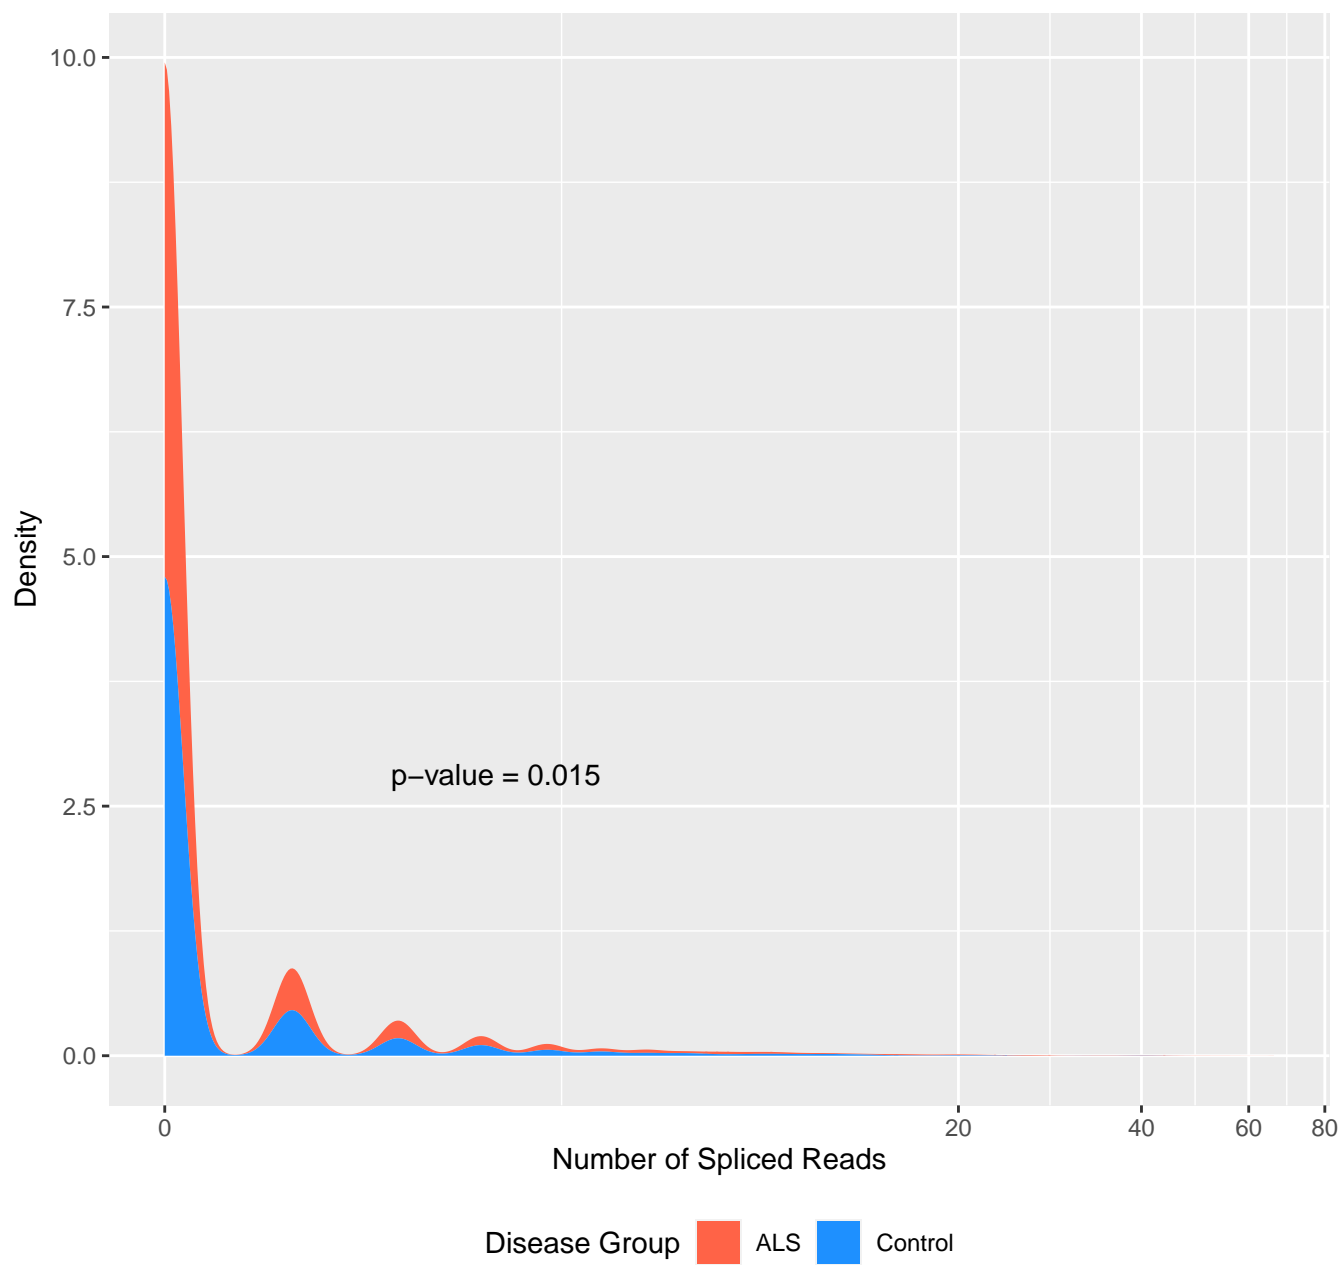 10.0
7.5
5.0
2.5
0.0
Density
p−value = 0.015
0 20 40 60 80
Number of Spliced Reads
Disease Group ALS Control